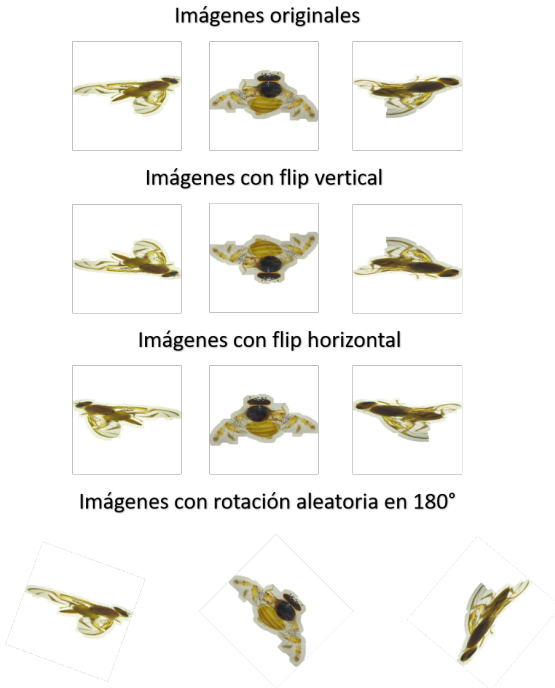 Imágenes originales
Imágenes con flip vertical
Imágenes con flip horizontal
Imágenes con rotación aleatoria en 180°